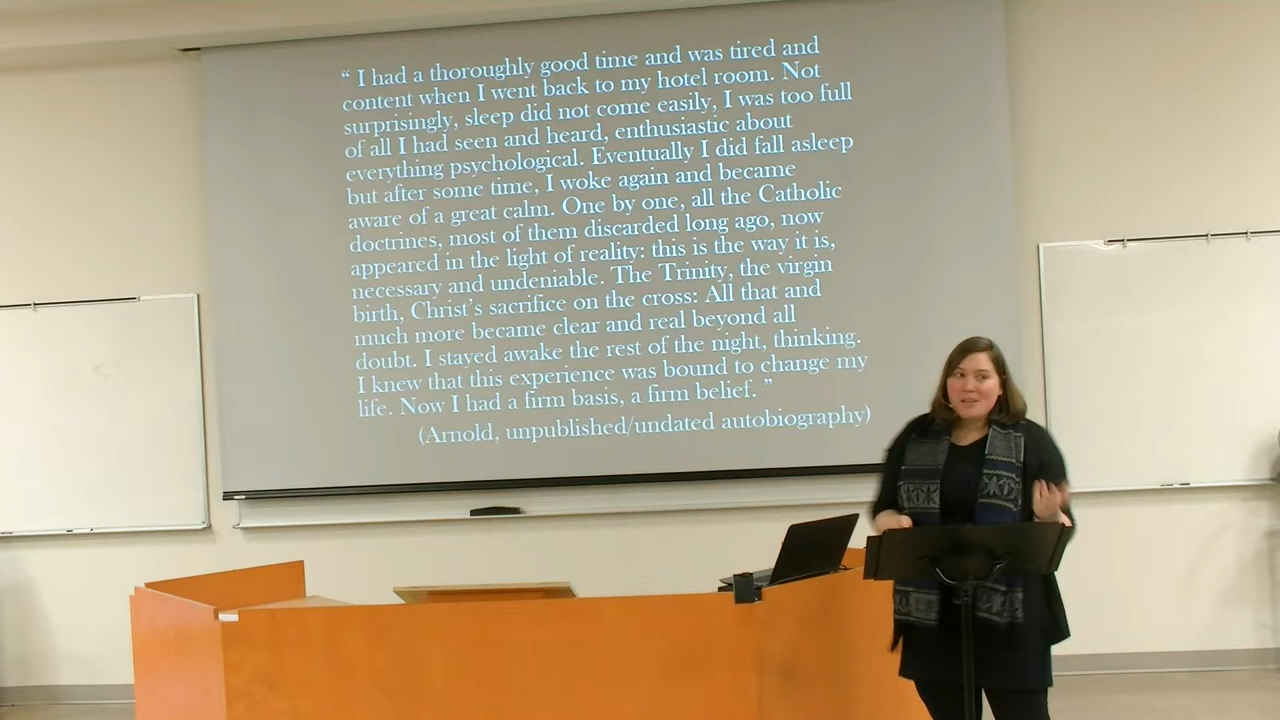 “ I had a thoroughly good time and was tired and
content when I went back to my hotel room. Not
surprisingly, sleep did not come easily, I was too full
of all I had seen and heard, enthusiastic about
everything psychological. Eventually I did fall asleep
but after some time, I woke again and became
aware of a great calm. One by one, all the Catholic
doctrines, most of them discarded long ago, now
appeared in the light of reality: this is the way it is,
necessary and undeniable. The Trinity, the virgin
birth, Christ’s sacrifice on the cross: All that and
much more became clear and real beyond all
doubt. I stayed awake the rest of the night, thinking.
I knew that this experience was bound to change my
life. Now I had a firm basis, a firm belief. ”
(Arnold, unpublished/undated autobiography)